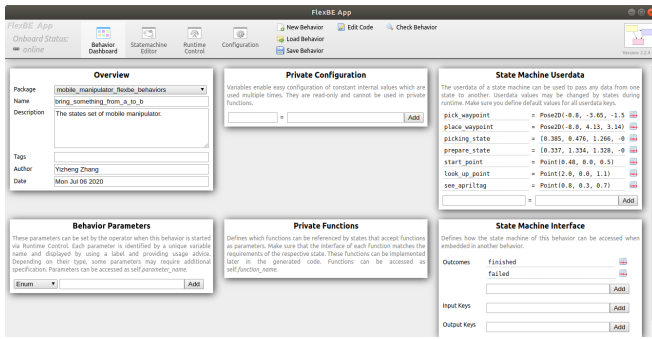 FlexBE App
FlexBE App
Onboard Status:
online
Behavior Dashboard
Statemachine Editor
Runtime Control
Configuration
New Behavior
Load Behavior
Save Behavior
Edit Code
Check Behavior
Overview
Package mobile_manipulator_flexbe_behaviors
Name bring_something_from_a_to_b
Description The states set of mobile manipulator.
Tags
Author Yizheng Zhang
Date Mon Jul 06 2020
Private Configuration
Variables enable easy configuration of constant internal values which are
used multiple times. They are read-only and cannot be used in private
functions.
= Add
State Machine Userdata
The userdata of a state machine can be used to pass any data from one
state to another. Userdata values may be changed by states during
runtime. Make sure you define default values for all userdata keys.
pick_waypoint = Pose2D(-0.8, -3.65, -1.5
place_waypoint = Pose2D(-8.0, 4.13, 3.14)
picking_state = [0.385, 0.476, 1.266, -0
prepare_state = [0.337, 1.334, 1.328, -0
start_point = Point(0.48, 0.0, 0.5)
look_up_point = Point(2.0, 0.0, 1.1)
see_apriltag = Point(0.8, 0.3, 0.7)
= Add
Behavior Parameters
These parameters can be set by the operator when this behavior is started
via Runtime Control. Each parameter is identified by a unique variable
name and displayed by using a label and providing usage advice.
Depending on their type, some parameters may require additional
specification. Parameters can be accessed as self.parameter_name.
Enum Add
Private Functions
Defines which functions can be referenced by states that accept functions
as parameters. Make sure that the interface of each function matches the
requirements of the respective state. These functions can be implemented
later in the generated code. Functions can be accessed as
self.function_name.
State Machine Interface
Defines how the state machine of this behavior can be accessed when
embedded in another behavior.
Outcomes finished
failed
Add
Input Keys Add
Output Keys Add